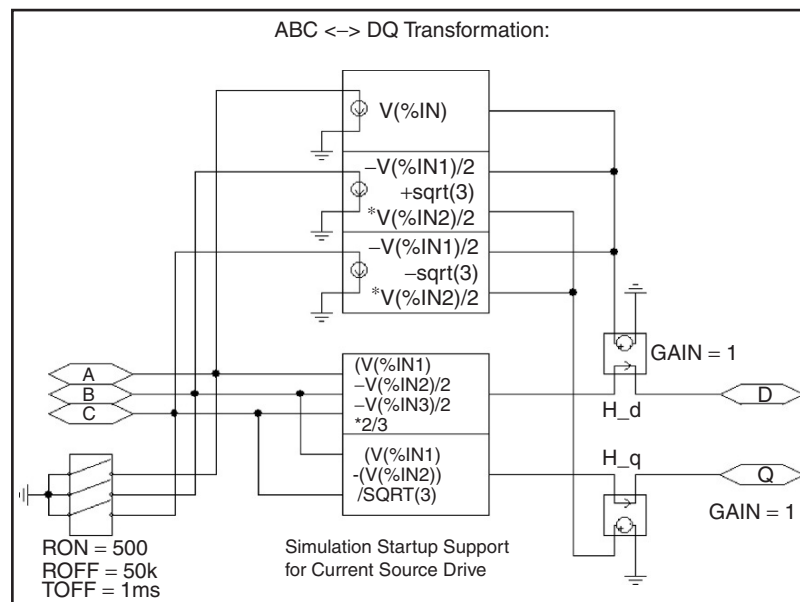 ABC <–> DQ Transformation:
V(%IN)
–V(%IN1)/2
+sqrt(3)
*V(%IN2)/2
–V(%IN1)/2
–sqrt(3)
*V(%IN2)/2
GAIN = 1
A
B
C
(V(%IN1)
–V(%IN2)/2
–V(%IN3)/2
*2/3
H_d
D
(V(%IN1)
-(V(%IN2))
/SQRT(3)
H_q
Q
GAIN = 1
RON = 500
ROFF = 50k
TOFF = 1ms
Simulation Startup Support
for Current Source Drive